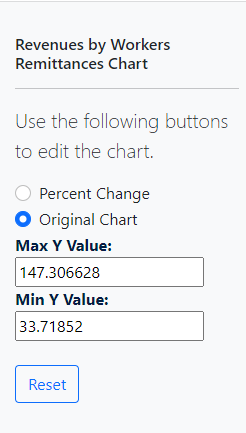 Revenues by Workers
Remittances Chart
Use the following buttons
to edit the chart.
Percent Change
Original Chart
Max Y Value:
147.306628
Min Y Value:
33.71852
Reset